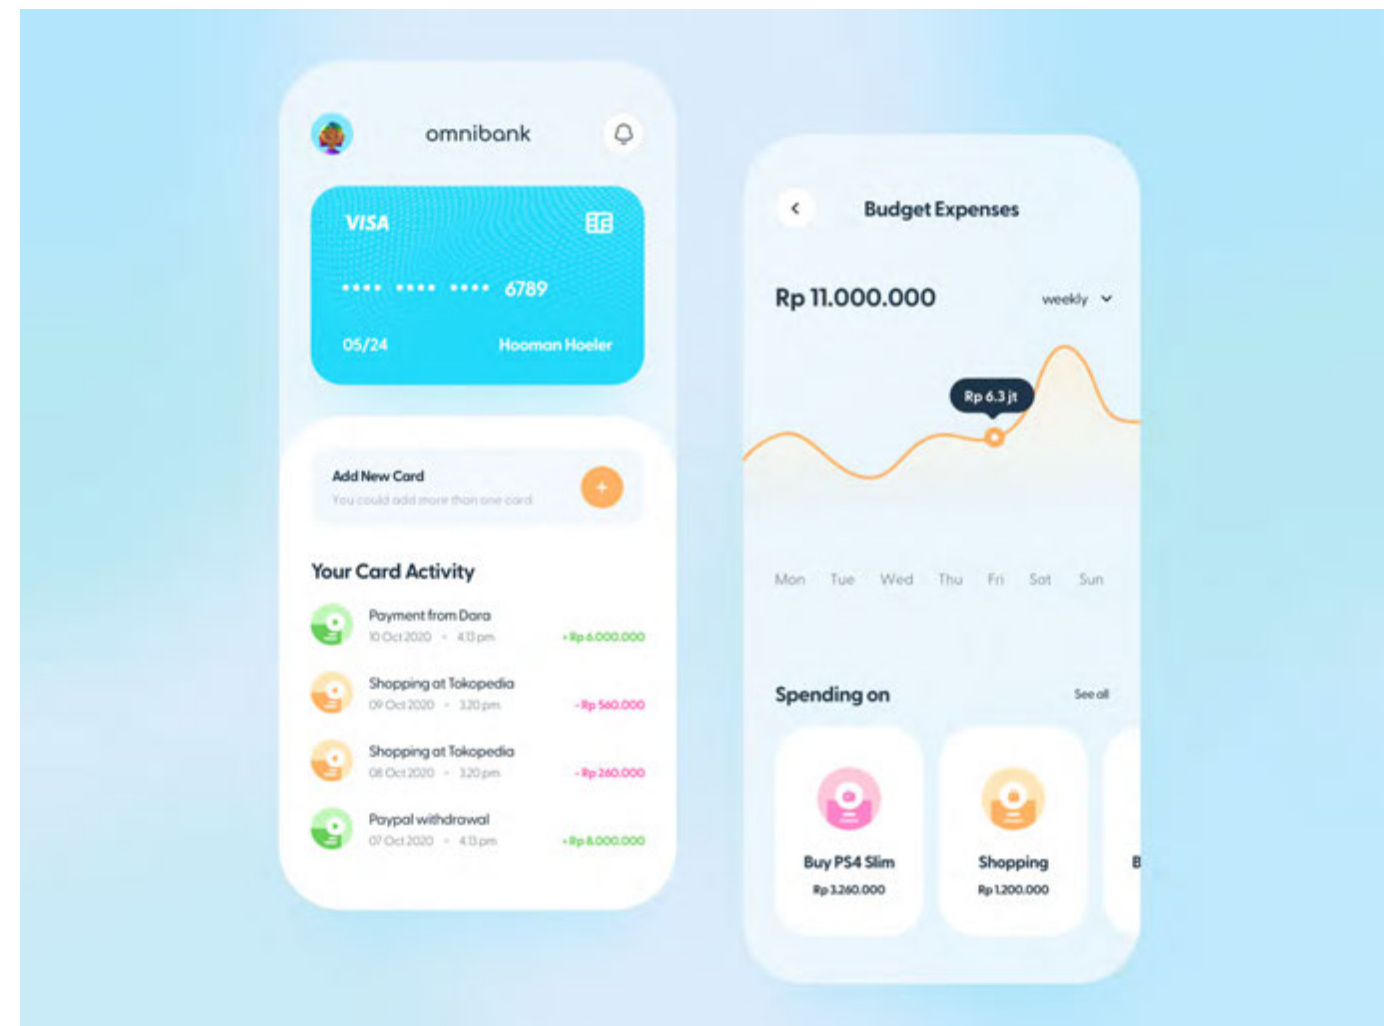 omnibank
VISA
•••• •••• •••• 6789
05/24 Hooman Hoeler
Add New Card
You could add more than one card
Your Card Activity
Payment from Dara
10 Oct 2020 • 4.13 pm + Rp 6.000.000
Shopping at Tokopedia
09 Oct 2020 • 3.20 pm - Rp 560.000
Shopping at Tokopedia
08 Oct 2020 • 3.20 pm - Rp 260.000
Paypal withdrawal
07 Oct 2020 • 4.13 pm + Rp 8.000.000
Budget Expenses
Rp 11.000.000 weekly
Rp 6.3 jt
Mon Tue Wed Thu Fri Sat Sun
Spending on See all
Buy PS4 Slim
Rp 3.260.000
Shopping
Rp 1.200.000
B